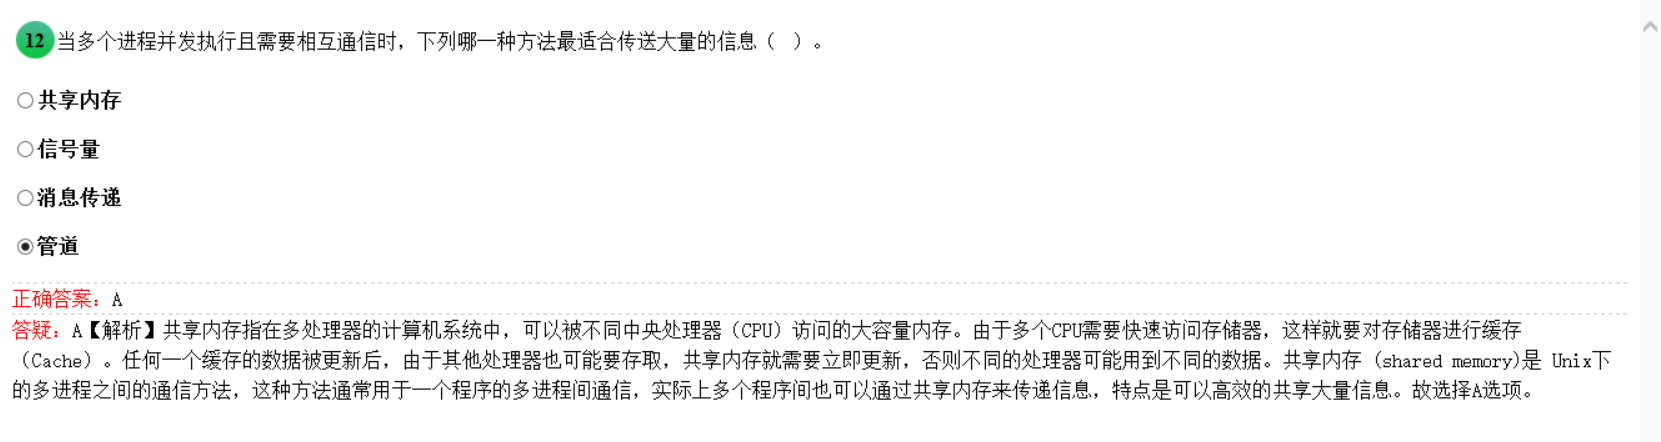 12 当多个进程并发执行且需要相互通信时，下列哪一种方法最适合传送大量的信息（ ）。
共享内存
信号量
消息传递
管道
正确答案：A
答疑：A【解析】共享内存指在多处理器的计算机系统中，可以被不同中央处理器（CPU）访问的大容量内存。由于多个CPU需要快速访问存储器，这样就要对存储器进行缓存
（Cache）。任何一个缓存的数据被更新后，由于其他处理器也可能要存取，共享内存就需要立即更新，否则不同的处理器可能用到不同的数据。共享内存 (shared memory)是 Unix下
的多进程之间的通信方法，这种方法通常用于一个程序的多进程间通信，实际上多个程序间也可以通过共享内存来传递信息，特点是可以高效的共享大量信息。故选择A选项。